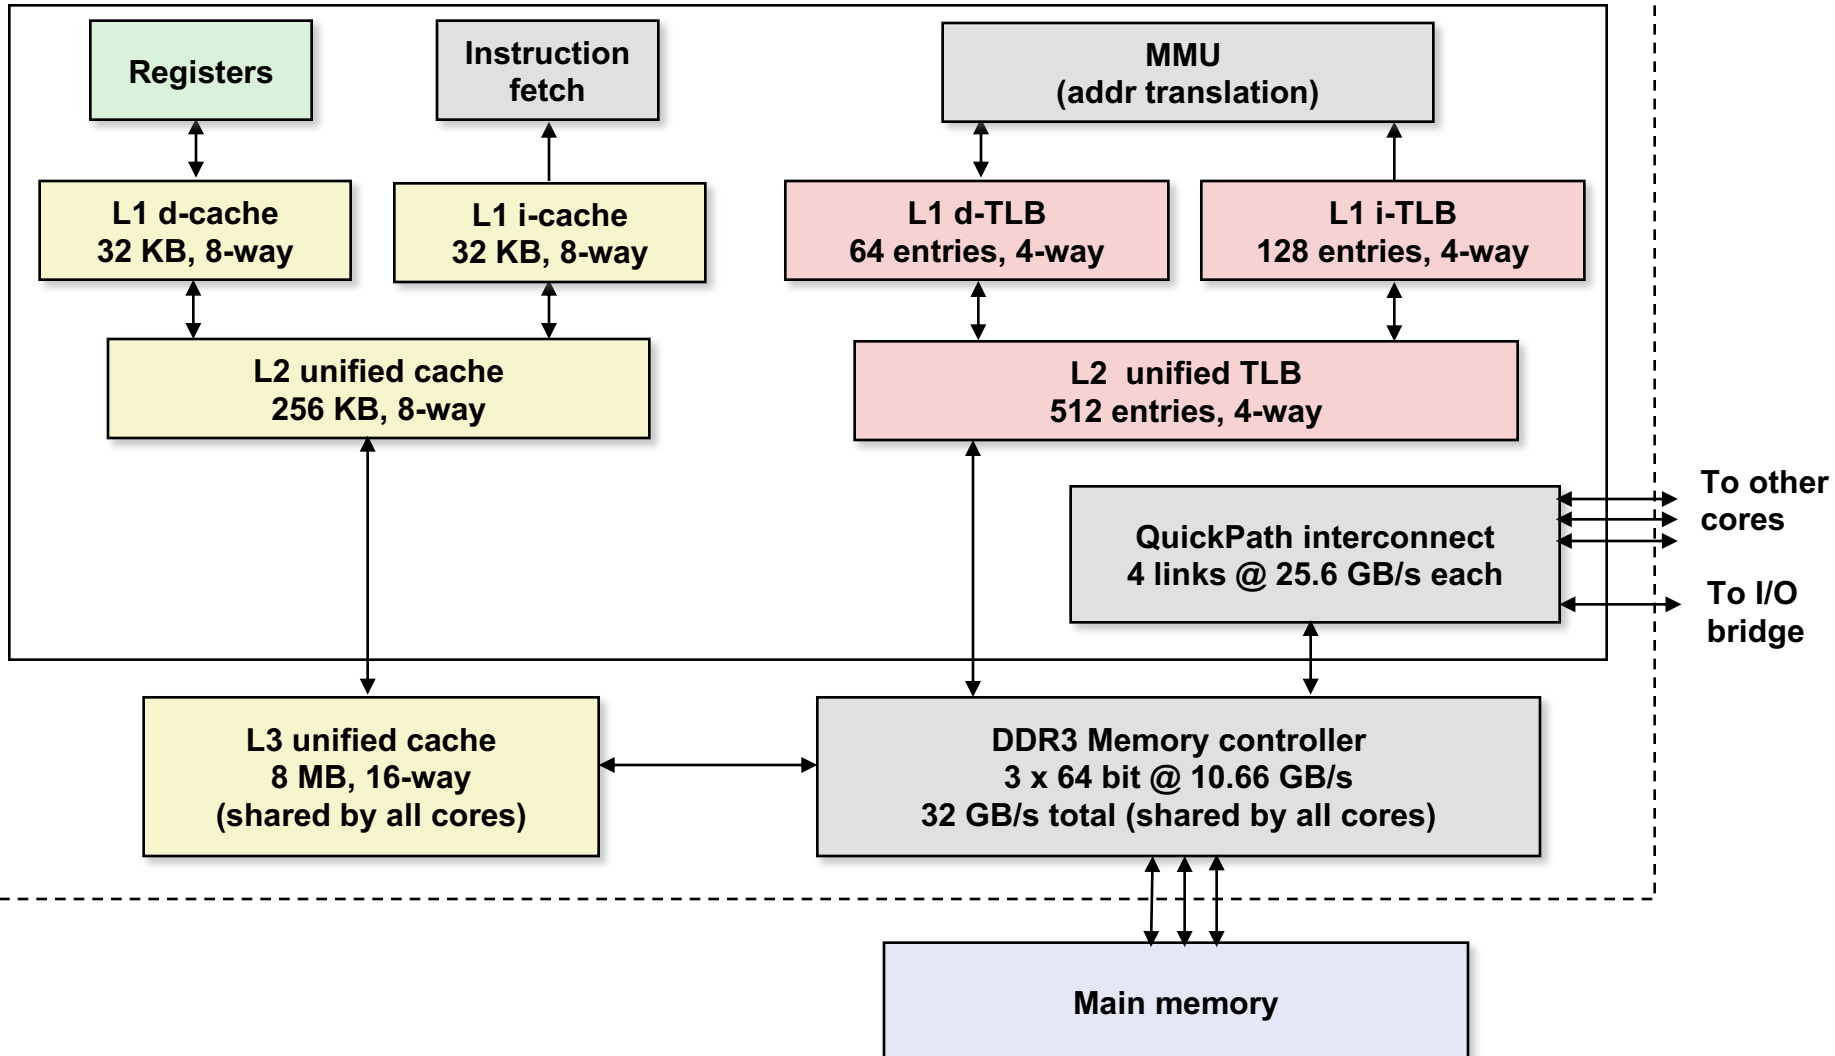 Registers
Instruction
fetch
MMU
(addr translation)
L1 d-cache
32 KB, 8-way
L1 i-cache
32 KB, 8-way
L1 d-TLB
64 entries, 4-way
L1 i-TLB
128 entries, 4-way
L2 unified cache
256 KB, 8-way
L2  unified TLB
512 entries, 4-way
QuickPath interconnect
4 links @ 25.6 GB/s each
To other
cores
To I/O
bridge
L3 unified cache
8 MB, 16-way
(shared by all cores)
DDR3 Memory controller
3 x 64 bit @ 10.66 GB/s
32 GB/s total (shared by all cores)
Main memory